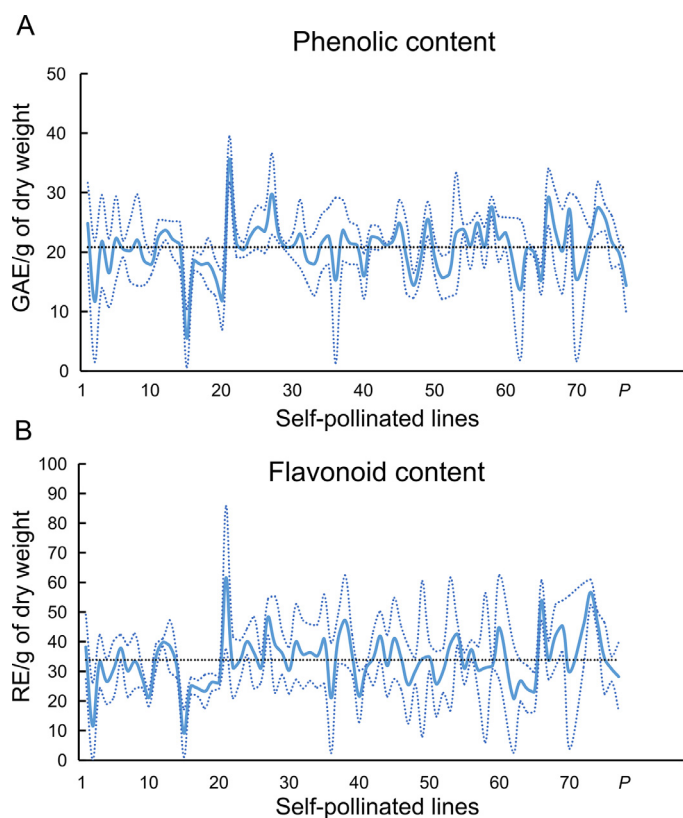 A
Phenolic content
GAE/g of dry weight
50
40
30
20
10
0
1 10 20 30 40 50 60 70 P
Self-pollinated lines
B
Flavonoid content
RE/g of dry weight
100
90
80
70
60
50
40
30
20
10
0
1 10 20 30 40 50 60 70 P
Self-pollinated lines